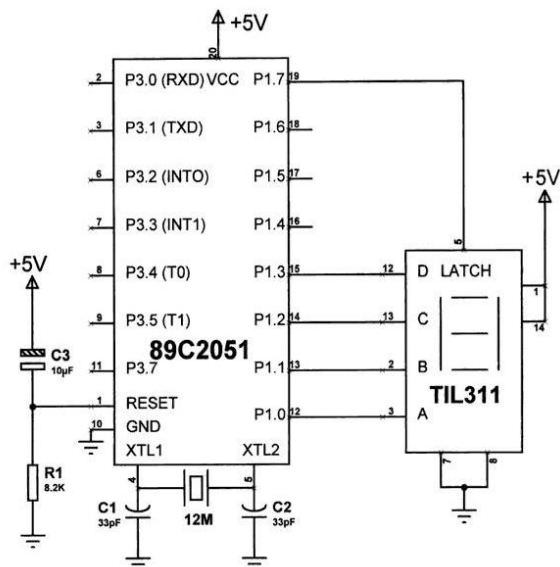 +5V
20
2 P3.0 (RXD) VCC P1.7 19
3 P3.1 (TXD) P1.6 18
6 P3.2 (INTO) P1.5 17
7 P3.3 (INT1) P1.4 16
8 P3.4 (T0) P1.3 15
9 P3.5 (T1) P1.2 14
89C2051
11 P3.7 P1.1 13
1 RESET P1.0 12
10 GND
XTL1 XTL2
4 5
+5V
C3
10µF
R1
8.2K
C1
33pF
12M
C2
33pF
+5V
5
12 D LATCH
1
13 C
14
2 B
TIL311
3 A
7 8